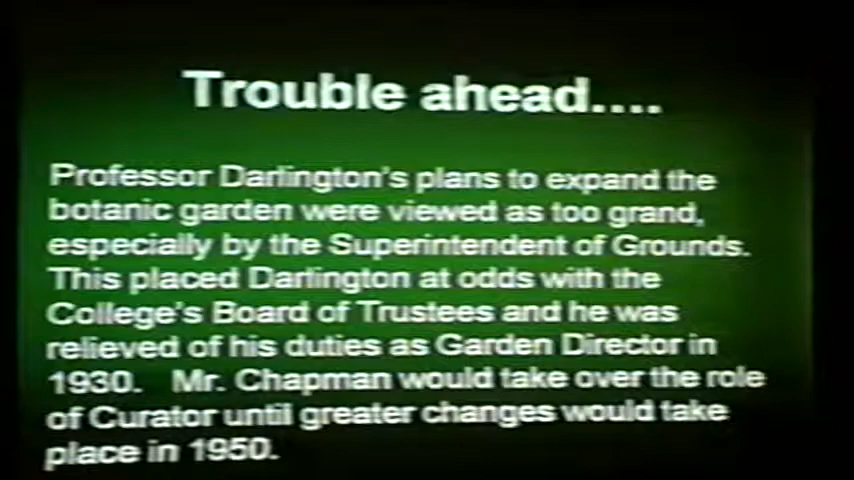 Trouble ahead....
Professor Darlington's plans to expand the
botanic garden were viewed as too grand,
especially by the Superintendent of Grounds.
This placed Darlington at odds with the
College's Board of Trustees and he was
relieved of his duties as Garden Director in
1930. Mr. Chapman would take over the role
of Curator until greater changes would take
place in 1950.